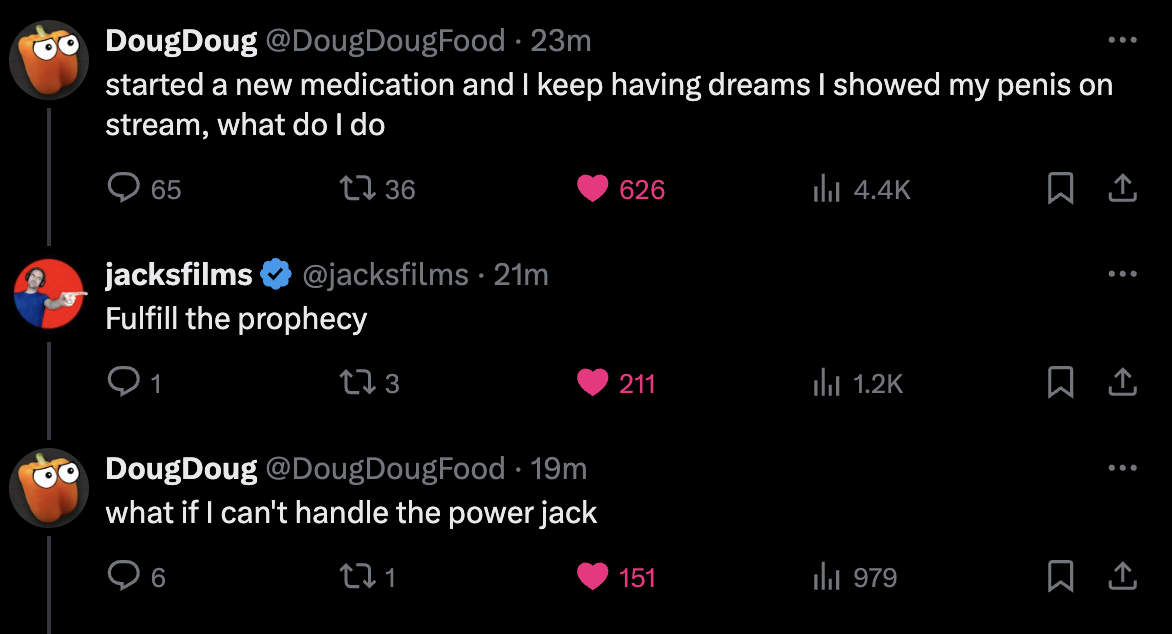 DougDoug @DougDougFood · 23m
started a new medication and I keep having dreams I showed my penis on
stream, what do I do
65 36 626 4.4K
jacksfilms @jacksfilms · 21m
Fulfill the prophecy
1 3 211 1.2K
DougDoug @DougDougFood · 19m
what if I can't handle the power jack
6 1 151 979